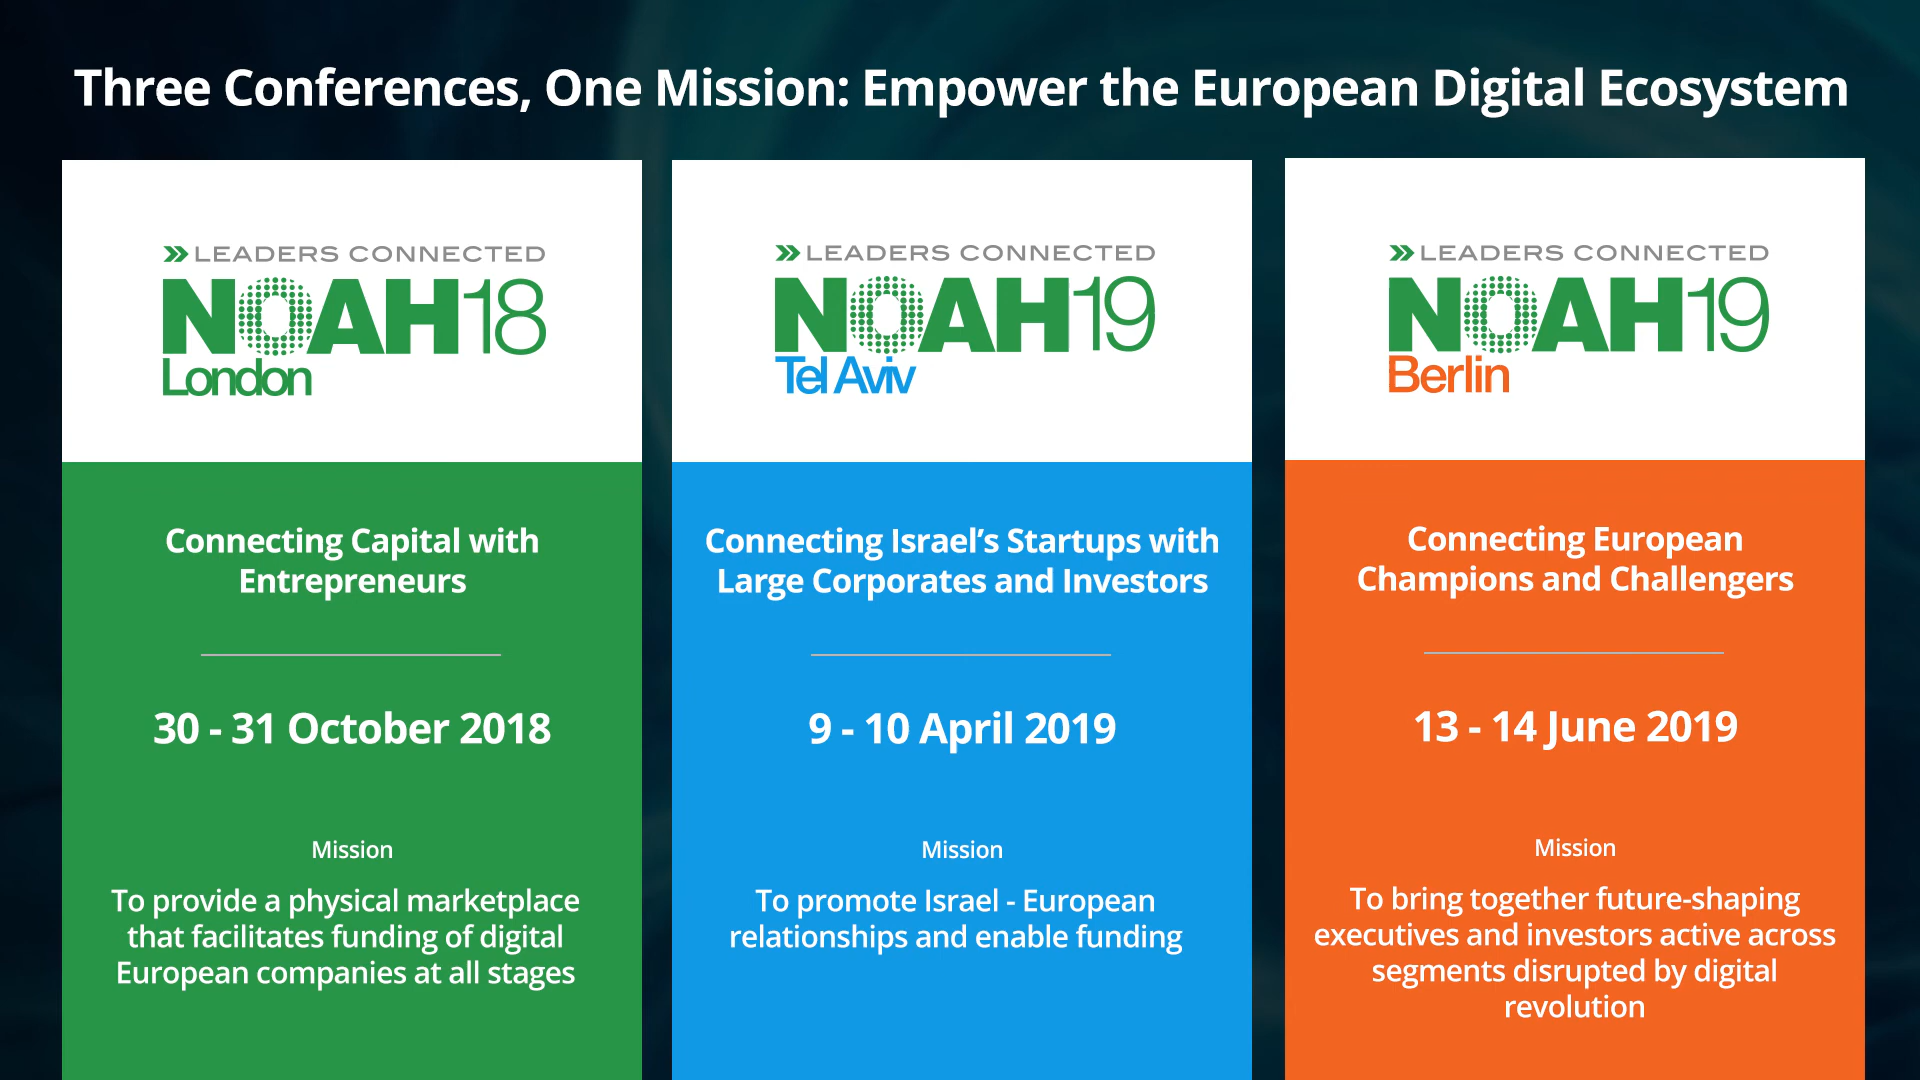 Three Conferences, One Mission: Empower the European Digital Ecosystem
LEADERS CONNECTED
NOAH18
London
Connecting Capital with
Entrepreneurs
30 - 31 October 2018
Mission
To provide a physical marketplace
that facilitates funding of digital
European companies at all stages
LEADERS CONNECTED
NOAH19
Tel Aviv
Connecting Israel’s Startups with
Large Corporates and Investors
9 - 10 April 2019
Mission
To promote Israel - European
relationships and enable funding
LEADERS CONNECTED
NOAH19
Berlin
Connecting European
Champions and Challengers
13 - 14 June 2019
Mission
To bring together future-shaping
executives and investors active across
segments disrupted by digital
revolution